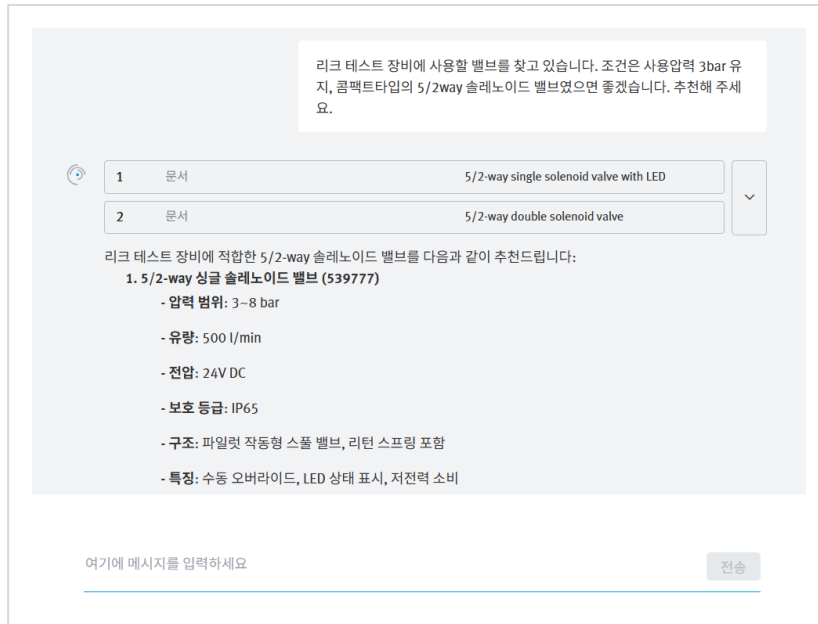 리크 테스트 장비에 사용할 밸브를 찾고 있습니다. 조건은 사용압력 3bar 유
지, 콤팩트타입의 5/2way 솔레노이드 밸브였으면 좋겠습니다. 추천해 주세
요.
1 문서 5/2-way single solenoid valve with LED
2 문서 5/2-way double solenoid valve
리크 테스트 장비에 적합한 5/2-way 솔레노이드 밸브를 다음과 같이 추천드립니다:
1. 5/2-way 싱글 솔레노이드 밸브 (539777)
- 압력 범위: 3~8 bar
- 유량: 500 l/min
- 전압: 24V DC
- 보호 등급: IP65
- 구조: 파일럿 작동형 스풀 밸브, 리턴 스프링 포함
- 특징: 수동 오버라이드, LED 상태 표시, 저전력 소비
여기에 메시지를 입력하세요
전송